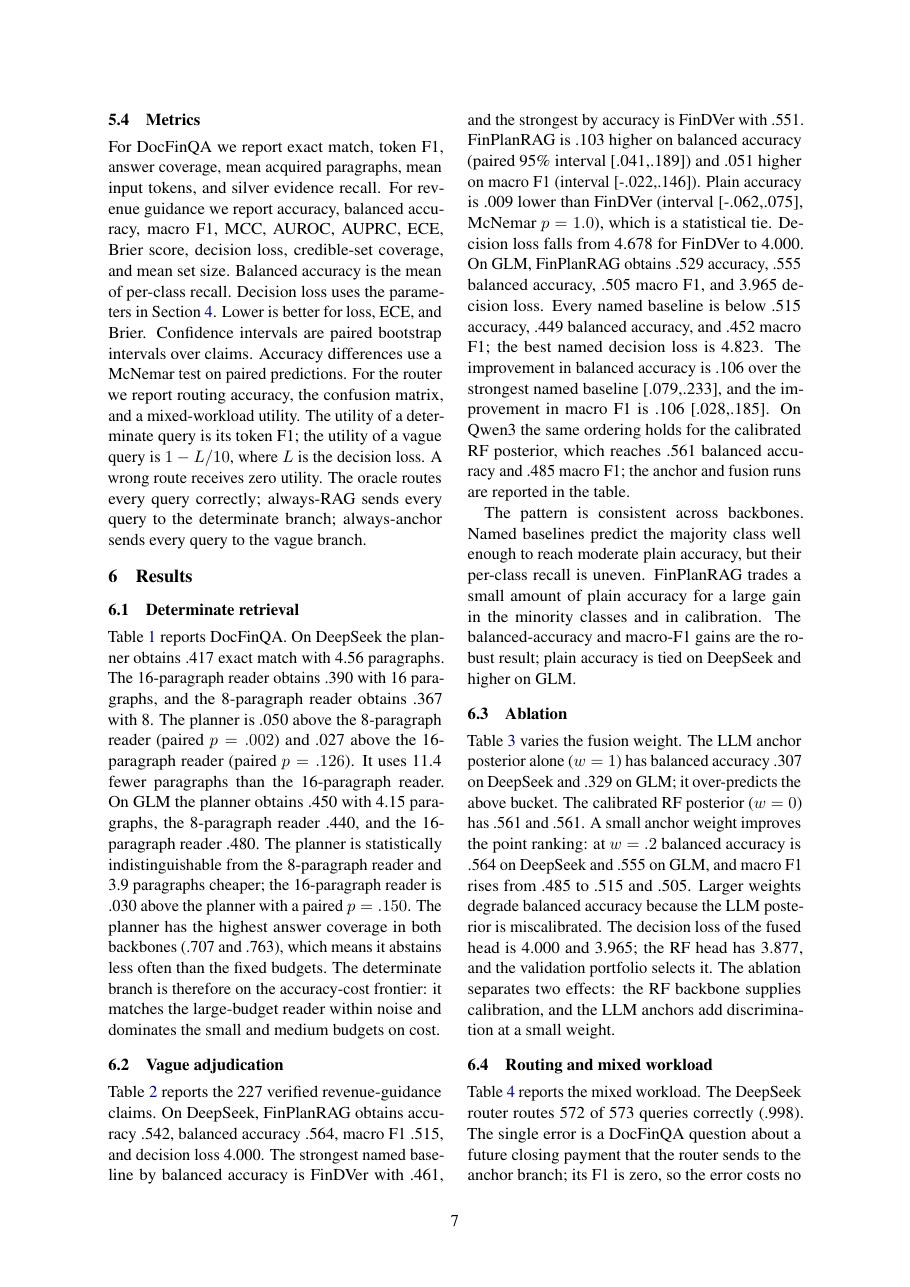 5.4 Metrics
For DocFinQA we report exact match, token F1,
answer coverage, mean acquired paragraphs, mean
input tokens, and silver evidence recall. For rev-
enue guidance we report accuracy, balanced accu-
racy, macro F1, MCC, AUROC, AUPRC, ECE,
Brier score, decision loss, credible-set coverage,
and mean set size. Balanced accuracy is the mean
of per-class recall. Decision loss uses the parame-
ters in Section 4. Lower is better for loss, ECE, and
Brier. Confidence intervals are paired bootstrap
intervals over claims. Accuracy differences use a
McNemar test on paired predictions. For the router
we report routing accuracy, the confusion matrix,
and a mixed-workload utility. The utility of a deter-
minate query is its token F1; the utility of a vague
query is 1 − L/10, where L is the decision loss. A
wrong route receives zero utility. The oracle routes
every query correctly; always-RAG sends every
query to the determinate branch; always-anchor
sends every query to the vague branch.
6 Results
6.1 Determinate retrieval
Table 1 reports DocFinQA. On DeepSeek the plan-
ner obtains .417 exact match with 4.56 paragraphs.
The 16-paragraph reader obtains .390 with 16 para-
graphs, and the 8-paragraph reader obtains .367
with 8. The planner is .050 above the 8-paragraph
reader (paired p = .002) and .027 above the 16-
paragraph reader (paired p = .126). It uses 11.4
fewer paragraphs than the 16-paragraph reader.
On GLM the planner obtains .450 with 4.15 para-
graphs, the 8-paragraph reader .440, and the 16-
paragraph reader .480. The planner is statistically
indistinguishable from the 8-paragraph reader and
3.9 paragraphs cheaper; the 16-paragraph reader is
.030 above the planner with a paired p = .150. The
planner has the highest answer coverage in both
backbones (.707 and .763), which means it abstains
less often than the fixed budgets. The determinate
branch is therefore on the accuracy-cost frontier: it
matches the large-budget reader within noise and
dominates the small and medium budgets on cost.
6.2 Vague adjudication
Table 2 reports the 227 verified revenue-guidance
claims. On DeepSeek, FinPlanRAG obtains accu-
racy .542, balanced accuracy .564, macro F1 .515,
and decision loss 4.000. The strongest named base-
line by balanced accuracy is FinDVer with .461,
and the strongest by accuracy is FinDVer with .551.
FinPlanRAG is .103 higher on balanced accuracy
(paired 95% interval [.041,.189]) and .051 higher
on macro F1 (interval [-.022,.146]). Plain accuracy
is .009 lower than FinDVer (interval [-.062,.075],
McNemar p = 1.0), which is a statistical tie. De-
cision loss falls from 4.678 for FinDVer to 4.000.
On GLM, FinPlanRAG obtains .529 accuracy, .555
balanced accuracy, .505 macro F1, and 3.965 de-
cision loss. Every named baseline is below .515
accuracy, .449 balanced accuracy, and .452 macro
F1; the best named decision loss is 4.823. The
improvement in balanced accuracy is .106 over the
strongest named baseline [.079,.233], and the im-
provement in macro F1 is .106 [.028,.185]. On
Qwen3 the same ordering holds for the calibrated
RF posterior, which reaches .561 balanced accu-
racy and .485 macro F1; the anchor and fusion runs
are reported in the table.
The pattern is consistent across backbones.
Named baselines predict the majority class well
enough to reach moderate plain accuracy, but their
per-class recall is uneven. FinPlanRAG trades a
small amount of plain accuracy for a large gain
in the minority classes and in calibration. The
balanced-accuracy and macro-F1 gains are the ro-
bust result; plain accuracy is tied on DeepSeek and
higher on GLM.
6.3 Ablation
Table 3 varies the fusion weight. The LLM anchor
posterior alone (w = 1) has balanced accuracy .307
on DeepSeek and .329 on GLM; it over-predicts the
above bucket. The calibrated RF posterior (w = 0)
has .561 and .561. A small anchor weight improves
the point ranking: at w = .2 balanced accuracy is
.564 on DeepSeek and .555 on GLM, and macro F1
rises from .485 to .515 and .505. Larger weights
degrade balanced accuracy because the LLM poste-
rior is miscalibrated. The decision loss of the fused
head is 4.000 and 3.965; the RF head has 3.877,
and the validation portfolio selects it. The ablation
separates two effects: the RF backbone supplies
calibration, and the LLM anchors add discrimina-
tion at a small weight.
6.4 Routing and mixed workload
Table 4 reports the mixed workload. The DeepSeek
router routes 572 of 573 queries correctly (.998).
The single error is a DocFinQA question about a
future closing payment that the router sends to the
anchor branch; its F1 is zero, so the error costs no
7